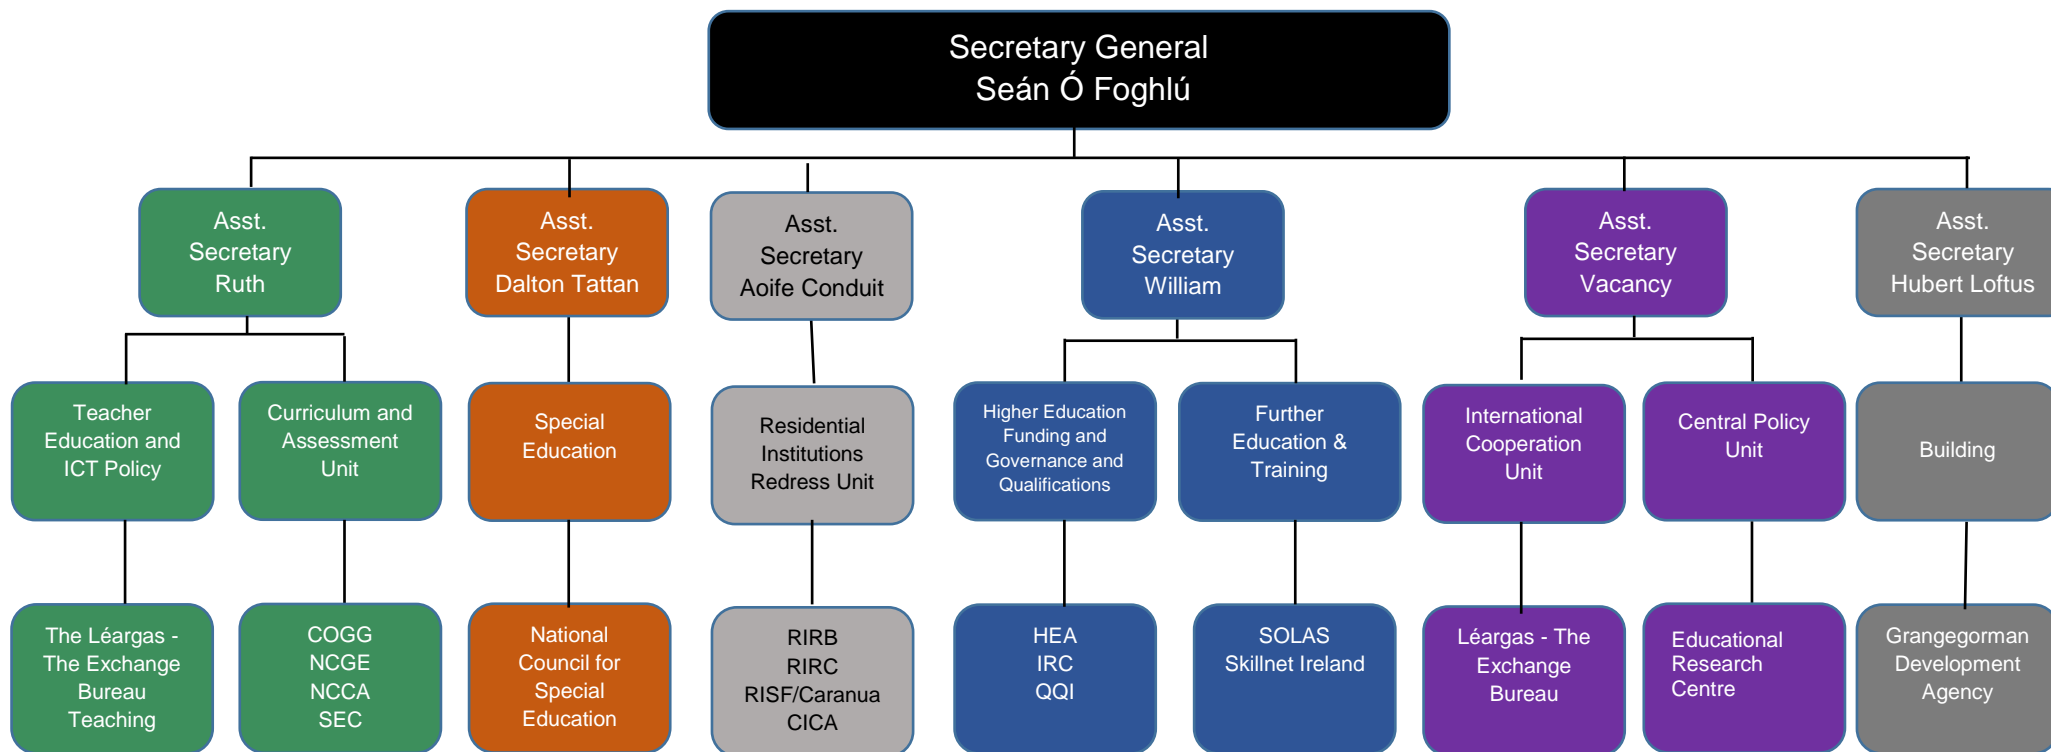 Secretary General
Seán Ó Foghlú
Asst.
Secretary
Ruth
Asst.
Secretary
Dalton Tattan
Asst.
Secretary
Aoife Conduit
Asst.
Secretary
William
Asst.
Secretary
Vacancy
Asst.
Secretary
Hubert Loftus
Teacher
Education and
ICT Policy
Curriculum and
Assessment
Unit
Special
Education
Residential
Institutions
Redress Unit
Higher Education
Funding and
Governance and
Qualifications
Further
Education &
Training
International
Cooperation
Unit
Central Policy
Unit
Building
The Léargas -
The Exchange
Bureau
Teaching
COGG
NCGE
NCCA
SEC
National
Council for
Special
Education
RIRB
RIRC
RISF/Caranua
CICA
HEA
IRC
QQI
SOLAS
Skillnet Ireland
Léargas - The
Exchange
Bureau
Educational
Research
Centre
Grangegorman
Development
Agency